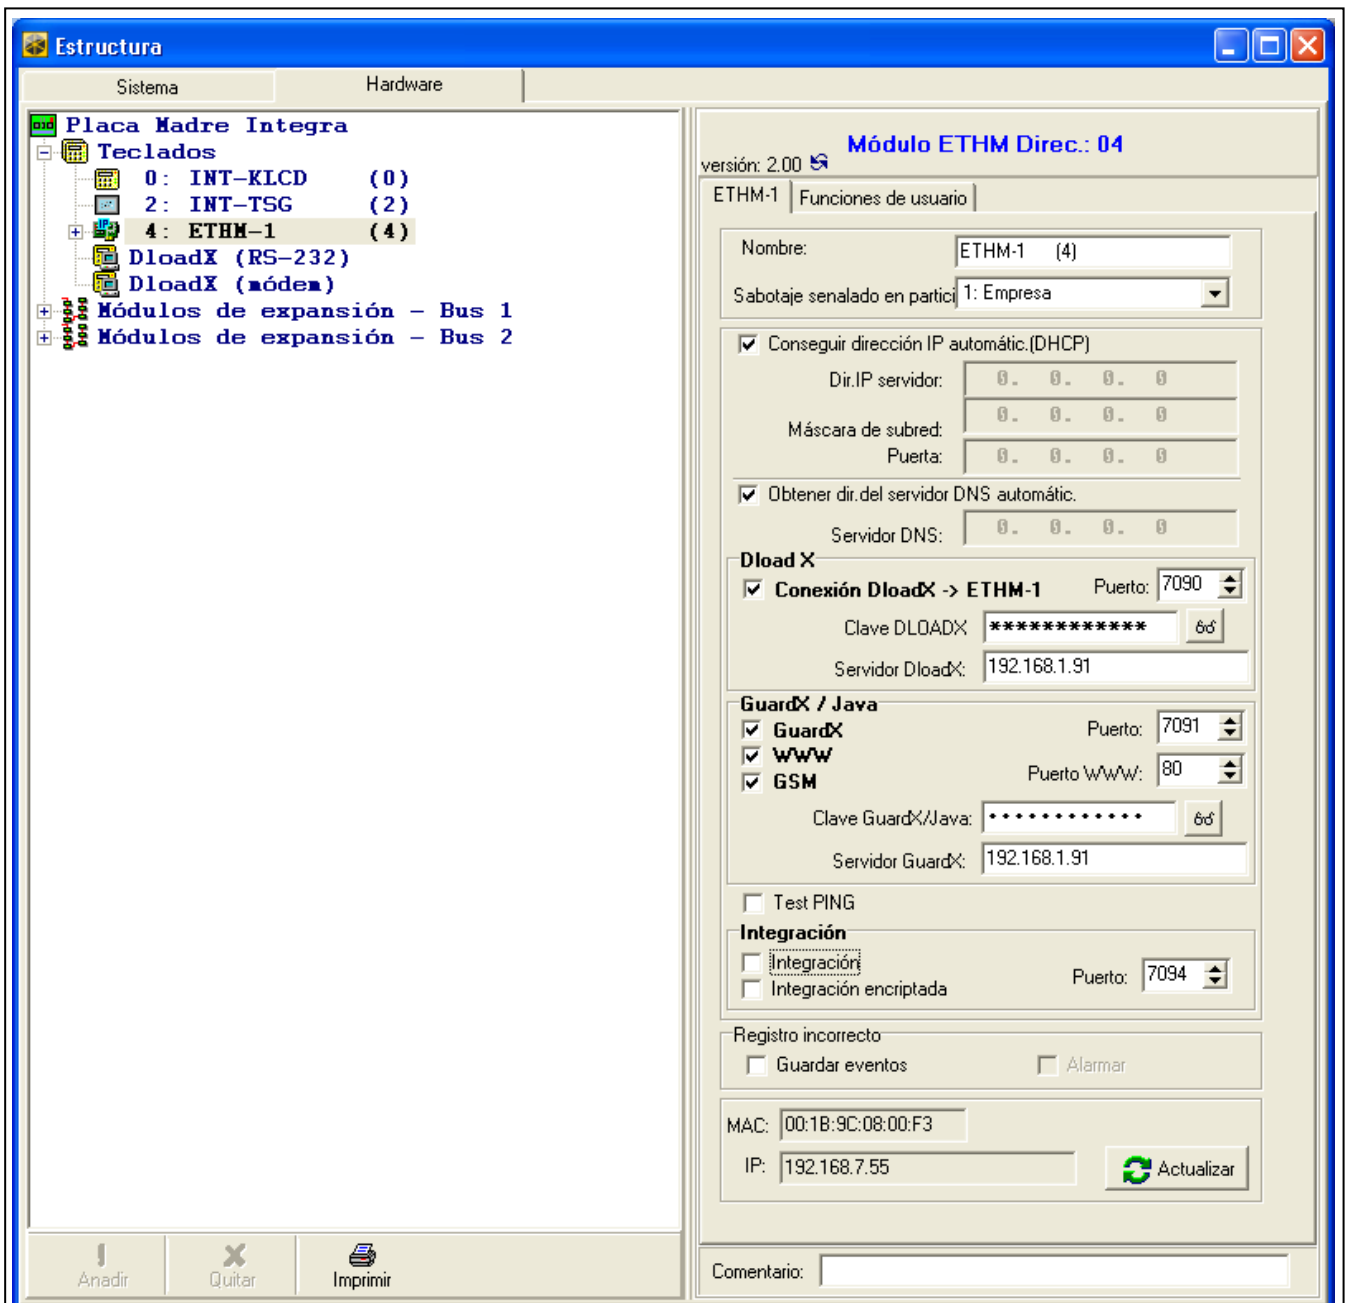 Estructura
Sistema
Hardware
Placa Madre Integra
Teclados
0: INT-KLCD (0)
2: INT-TSG (2)
4: ETHM-1 (4)
DloadX (RS-232)
DloadX (módem)
Módulos de expansión - Bus 1
Módulos de expansión - Bus 2
Anadir
Quitar
Imprimir
Módulo ETHM Direc.: 04
versión: 2.00
ETHM-1
Funciones de usuario
Nombre: ETHM-1 (4)
Sabotaje senalado en partici 1: Empresa
Conseguir dirección IP automátic.(DHCP)
Dir.IP servidor: 0. 0. 0. 0
Máscara de subred: 0. 0. 0. 0
Puerta: 0. 0. 0. 0
Obtener dir.del servidor DNS automátic.
Servidor DNS: 0. 0. 0. 0
Dload X
Conexión DloadX -> ETHM-1 Puerto: 7090
Clave DLOADX ************
Servidor DloadX: 192.168.1.91
GuardX / Java
GuardX Puerto: 7091
WWW
Puerto WWW: 80
GSM
Clave GuardX/Java: ••••••••••••
Servidor GuardX: 192.168.1.91
Test PING
Integración
Integración
Puerto: 7094
Integración encriptada
Registro incorrecto
Guardar eventos Alarmar
MAC: 00:1B:9C:08:00:F3
IP: 192.168.7.55
Actualizar
Comentario: